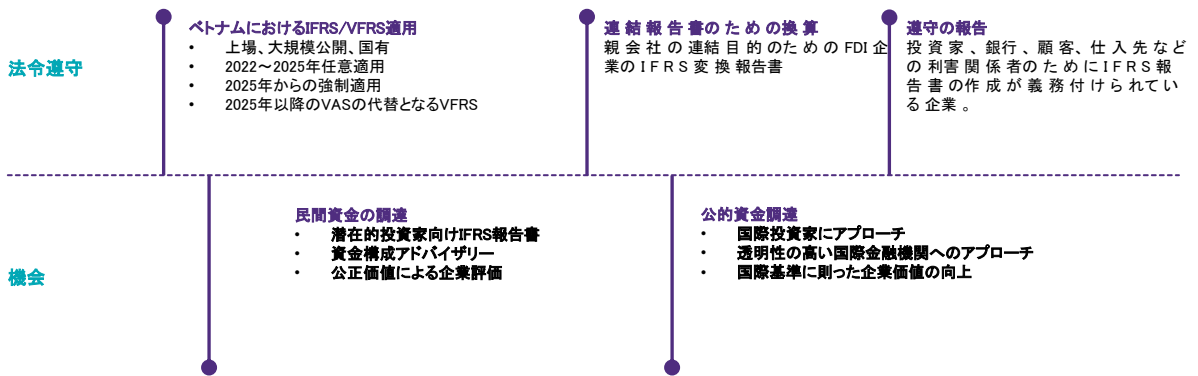 法令遵守
ベトナムにおけるIFRS/VFRS適用
• 上場、大規模公開、国有
• 2022～2025年任意適用
• 2025年からの強制適用
• 2025年以降のVAS の代替となるVFRS
連結報告書のための換算
親会社の連結目的のための FDI 企
業のIFRS変換報告書
遵守の報告
投資家、銀行、顧客、仕入先など
の利害関係者のためにIFRS報
告書の作成が義務付けられてい
る企業。
機会
民間資金の調達
• 潜在的投資家向けIFRS報告書
• 資金構成アドバイザリー
• 公正価値による企業評価
公的資金調達
• 国際投資家にアプローチ
• 透明性の高い国際金融機関へのアプローチ
• 国際基準に則った企業価値の向上